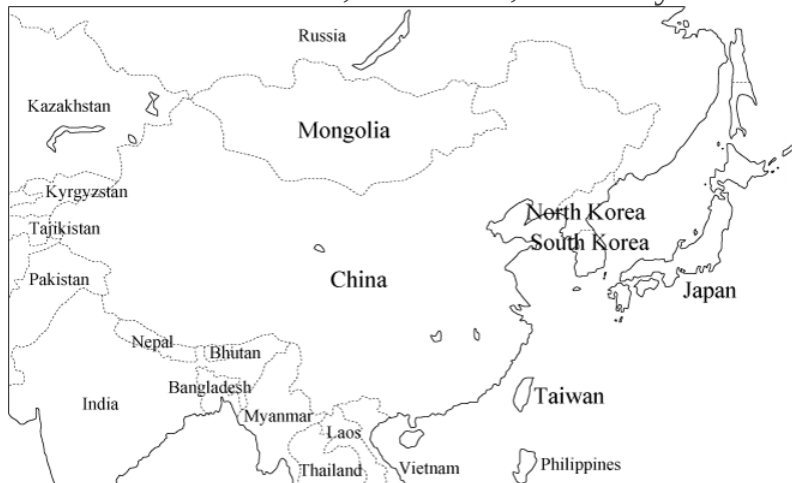 Russia
Kazakhstan
Mongolia
Kyrgyzstan
North Korea
Tajikistan
South Korea
Pakistan
China
Japan
Nepal
Bhutan
Bangladesh
Taiwan
India
Myanmar
Laos
Thailand
Vietnam
Philippines